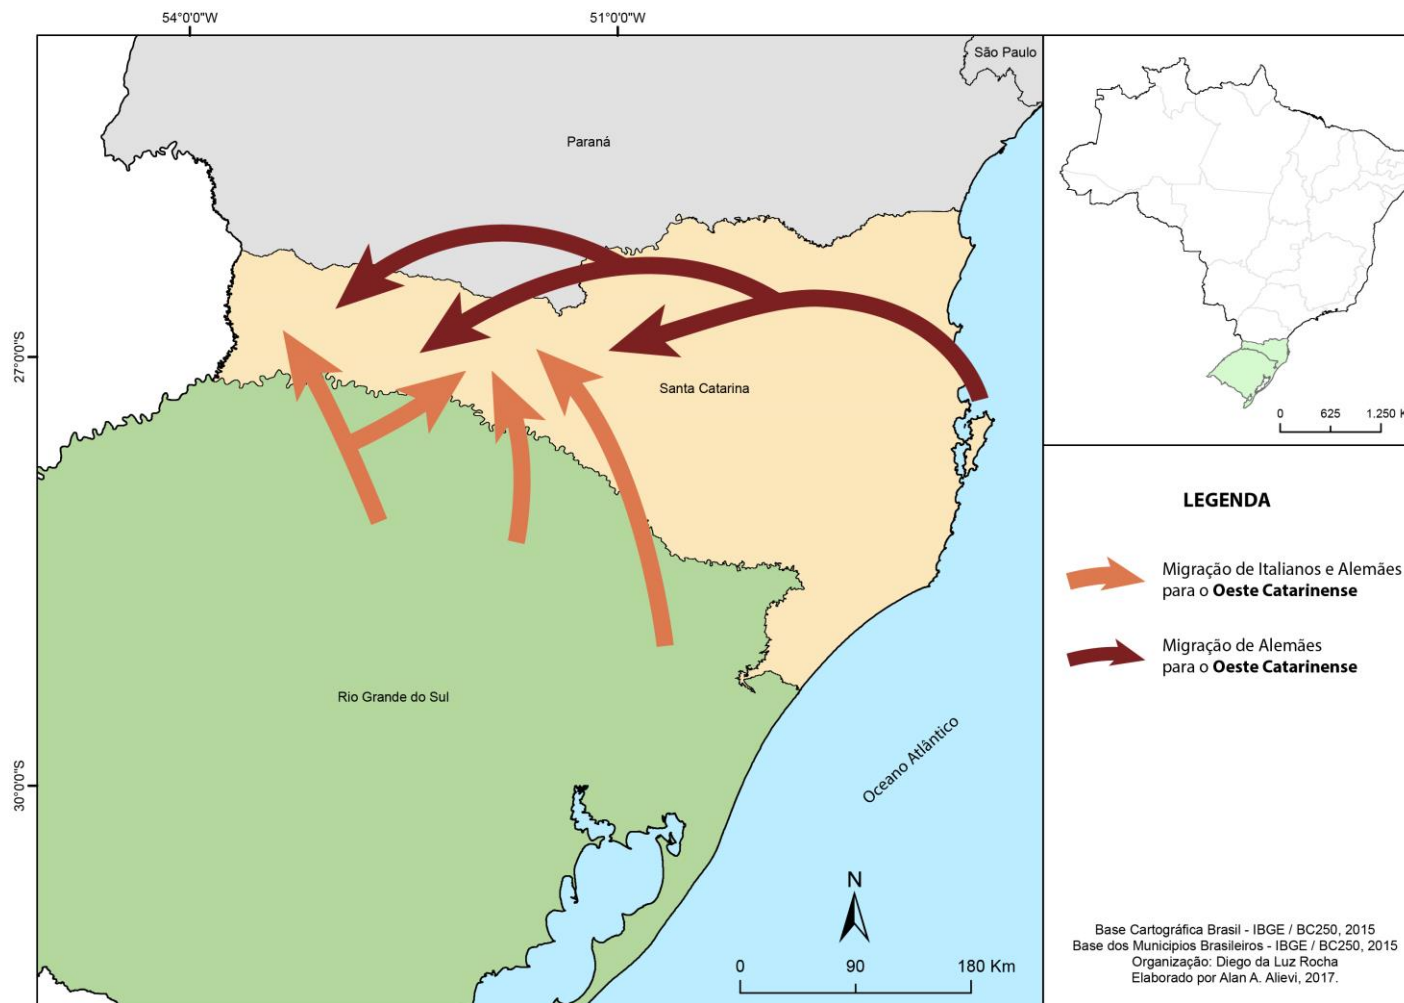 54°0'0"W
51°0'0"W
São Paulo
Paraná
27°0'0"S
Santa Catarina
Rio Grande do Sul
30°0'0"S
Oceano Atlântico
N
0 90 180 Km
0 625 1.250 K
LEGENDA
Migração de Italianos e Alemães
para o Oeste Catarinense
Migração de Alemães
para o Oeste Catarinense
Base Cartográfica Brasil - IBGE / BC250, 2015
Base dos Municipios Brasileiros - IBGE / BC250, 2015
Organização: Diego da Luz Rocha
Elaborado por Alan A. Alievi, 2017.